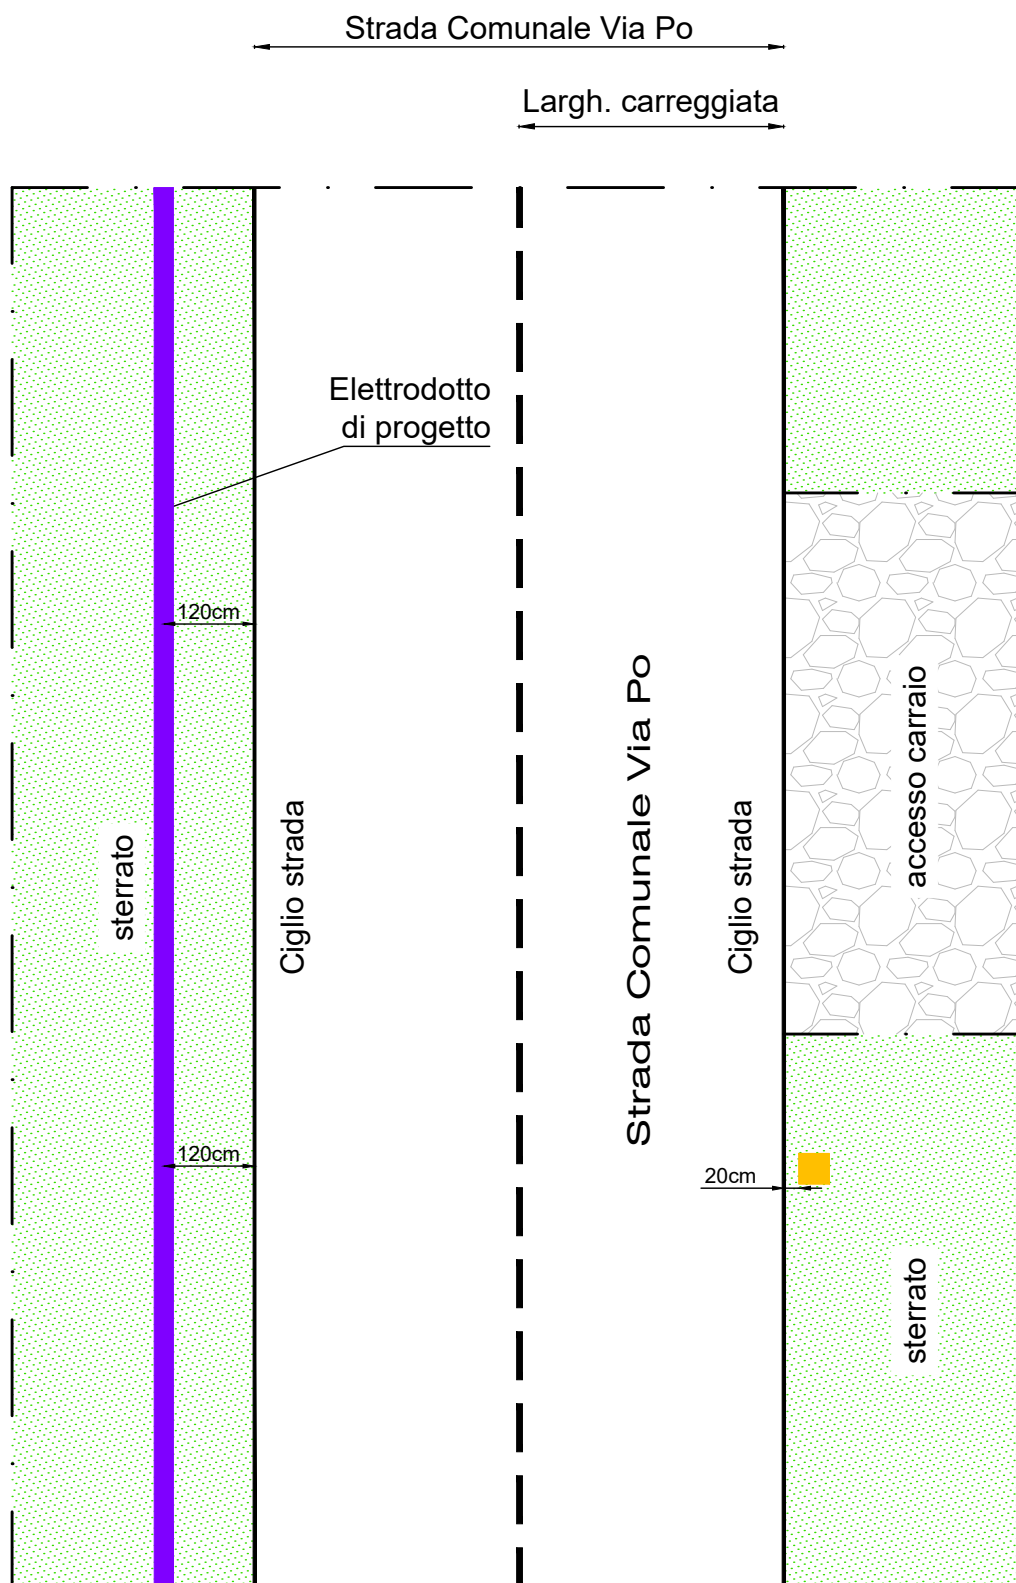 Strada Comunale Via Po
Largh. carreggiata
Elettrodotto
di progetto
120cm
Strada Comunale Via Po
accesso carraio
sterrato
Ciglio strada
Ciglio strada
120cm
20cm
sterrato